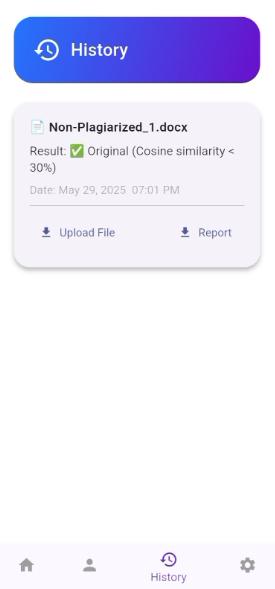 History
Non-Plagiarized_1.docx
Result: ✅ Original (Cosine similarity <
30%)
Date: May 29, 2025 07:01 PM
Upload File
Report
History